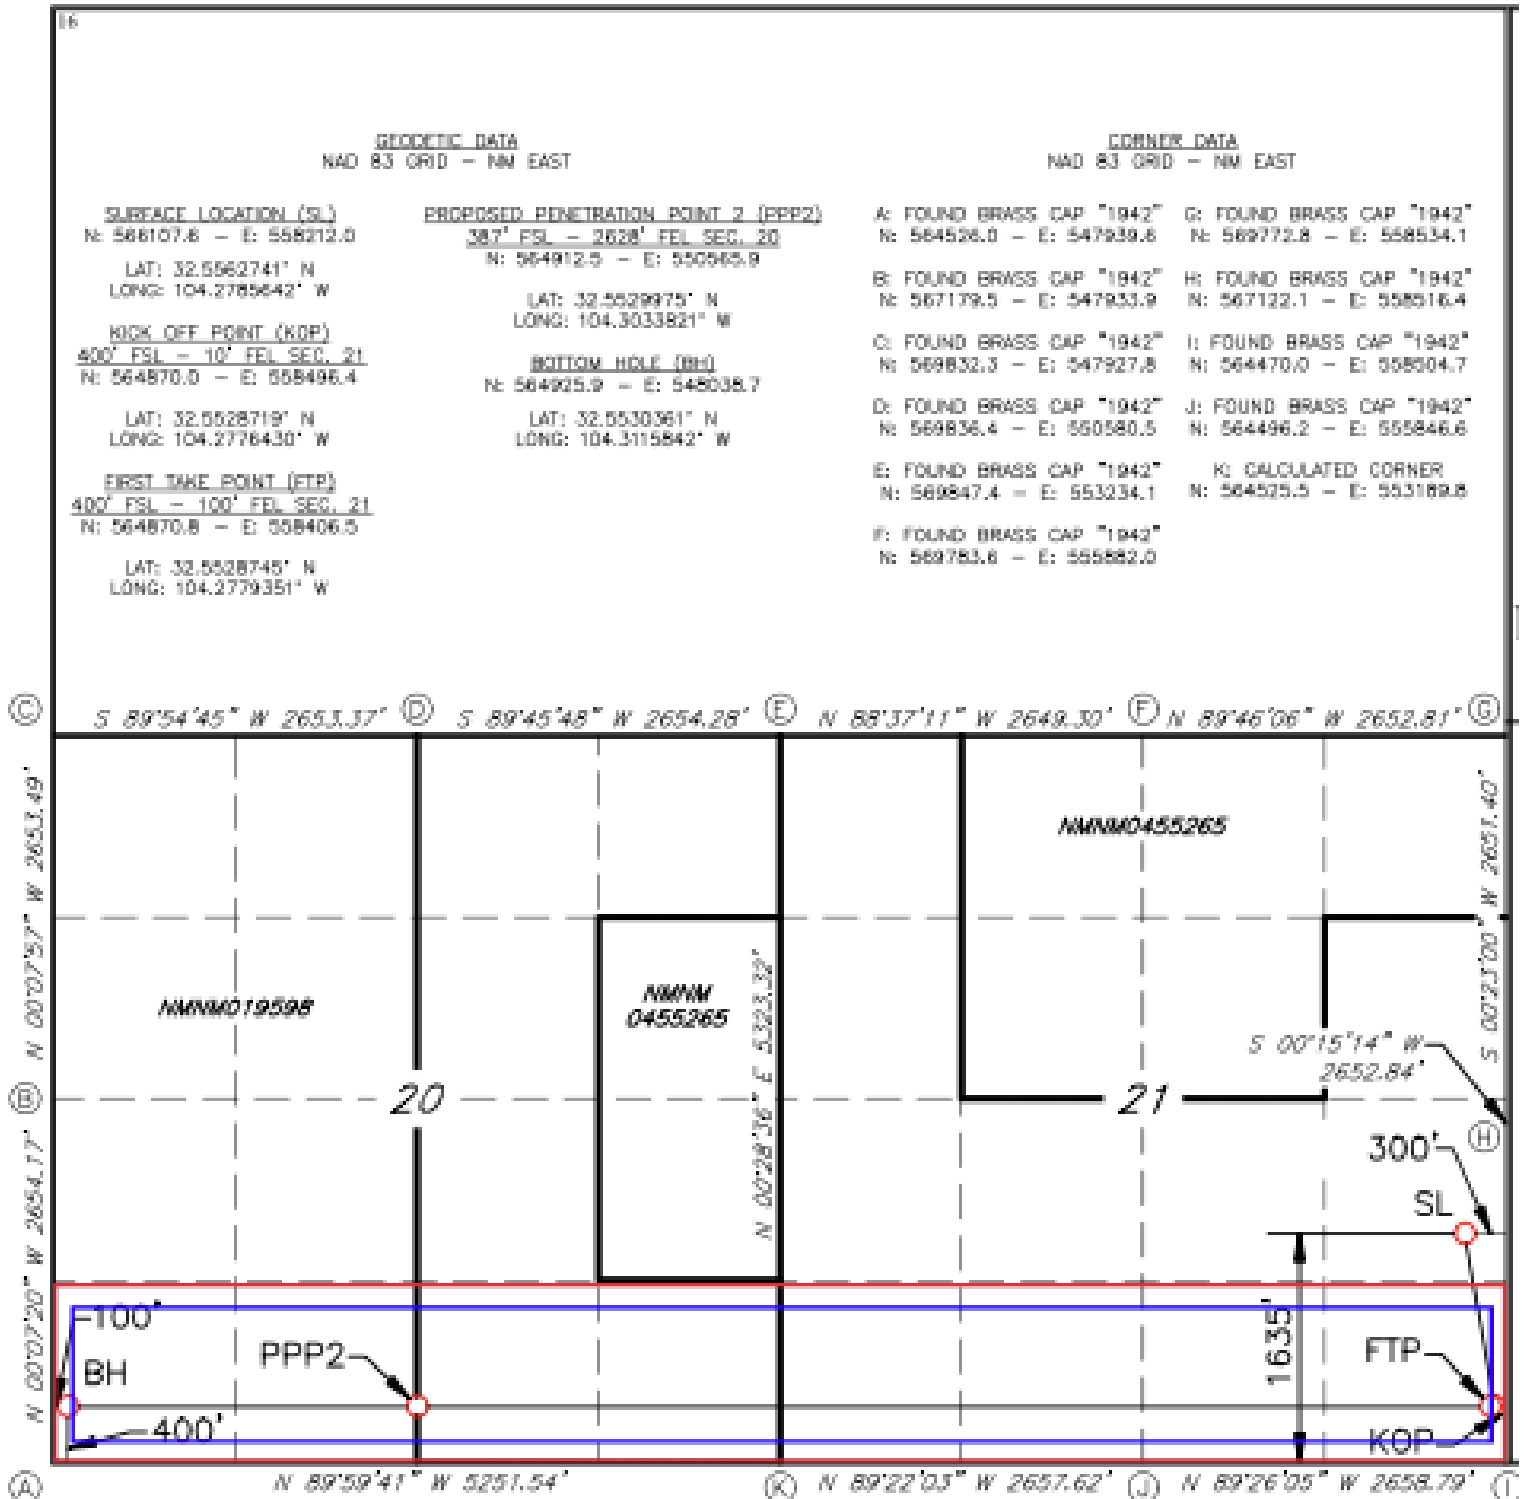 16
GEODETIC DATA
NAD 83 GRID - NM EAST
SURFACE LOCATION (SL)
N: 566107.6 - E: 558212.0
LAT: 32.5562741° N
LONG: 104.2785642° W
KICK OFF POINT (KOP)
400' FSL - 10' FEL SEC. 21
N: 564870.0 - E: 558496.4
LAT: 32.5528719° N
LONG: 104.2776430° W
FIRST TAKE POINT (FTP)
400' FSL - 100' FEL SEC. 21
N: 564870.8 - E: 558406.5
LAT: 32.5528745° N
LONG: 104.2779351° W
PROPOSED PENETRATION POINT 2 (PPP2)
387' FSL - 2628' FEL SEC. 20
N: 564912.5 - E: 550565.9
LAT: 32.5529975° N
LONG: 104.3033921° W
BOTTOM HOLE (BH)
N: 564925.9 - E: 548038.7
LAT: 32.5530361° N
LONG: 104.3115842° W
CORNER DATA
NAD 83 GRID - NM EAST
A: FOUND BRASS CAP "1942"
N: 564526.0 - E: 547939.6
B: FOUND BRASS CAP "1942"
N: 567179.5 - E: 547933.9
C: FOUND BRASS CAP "1942"
N: 569832.3 - E: 547927.8
D: FOUND BRASS CAP "1942"
N: 569836.4 - E: 550580.5
E: FOUND BRASS CAP "1942"
N: 569847.4 - E: 553234.1
F: FOUND BRASS CAP "1942"
N: 569783.6 - E: 555882.0
G: FOUND BRASS CAP "1942"
N: 569772.8 - E: 558534.1
H: FOUND BRASS CAP "1942"
N: 567122.1 - E: 558516.4
I: FOUND BRASS CAP "1942"
N: 564470.0 - E: 558504.7
J: FOUND BRASS CAP "1942"
N: 564496.2 - E: 555846.6
K: CALCULATED CORNER
N: 564525.5 - E: 553189.8
C S 89°54'45" W 2653.37' D S 89°45'48" W 2654.28' E N 88°37'11" W 2649.30' F N 89°46'06" W 2652.81' G
N 00°07'57" W 2653.49'
NMNM0455265
S 00°23'00" W 2651.40'
NMNM019598
NMNM
0455265
N 00°28'36" E 5323.32'
S 00°15'14" W
2652.84'
B
20
21
H
300'
SL
N 00°07'20" W 2654.17'
100'
BH
PPP2
1635'
FTP
400'
KOP
A N 89°59'41" W 5251.54' K N 89°22'03" W 2657.62' J N 89°26'05" W 2658.79' I